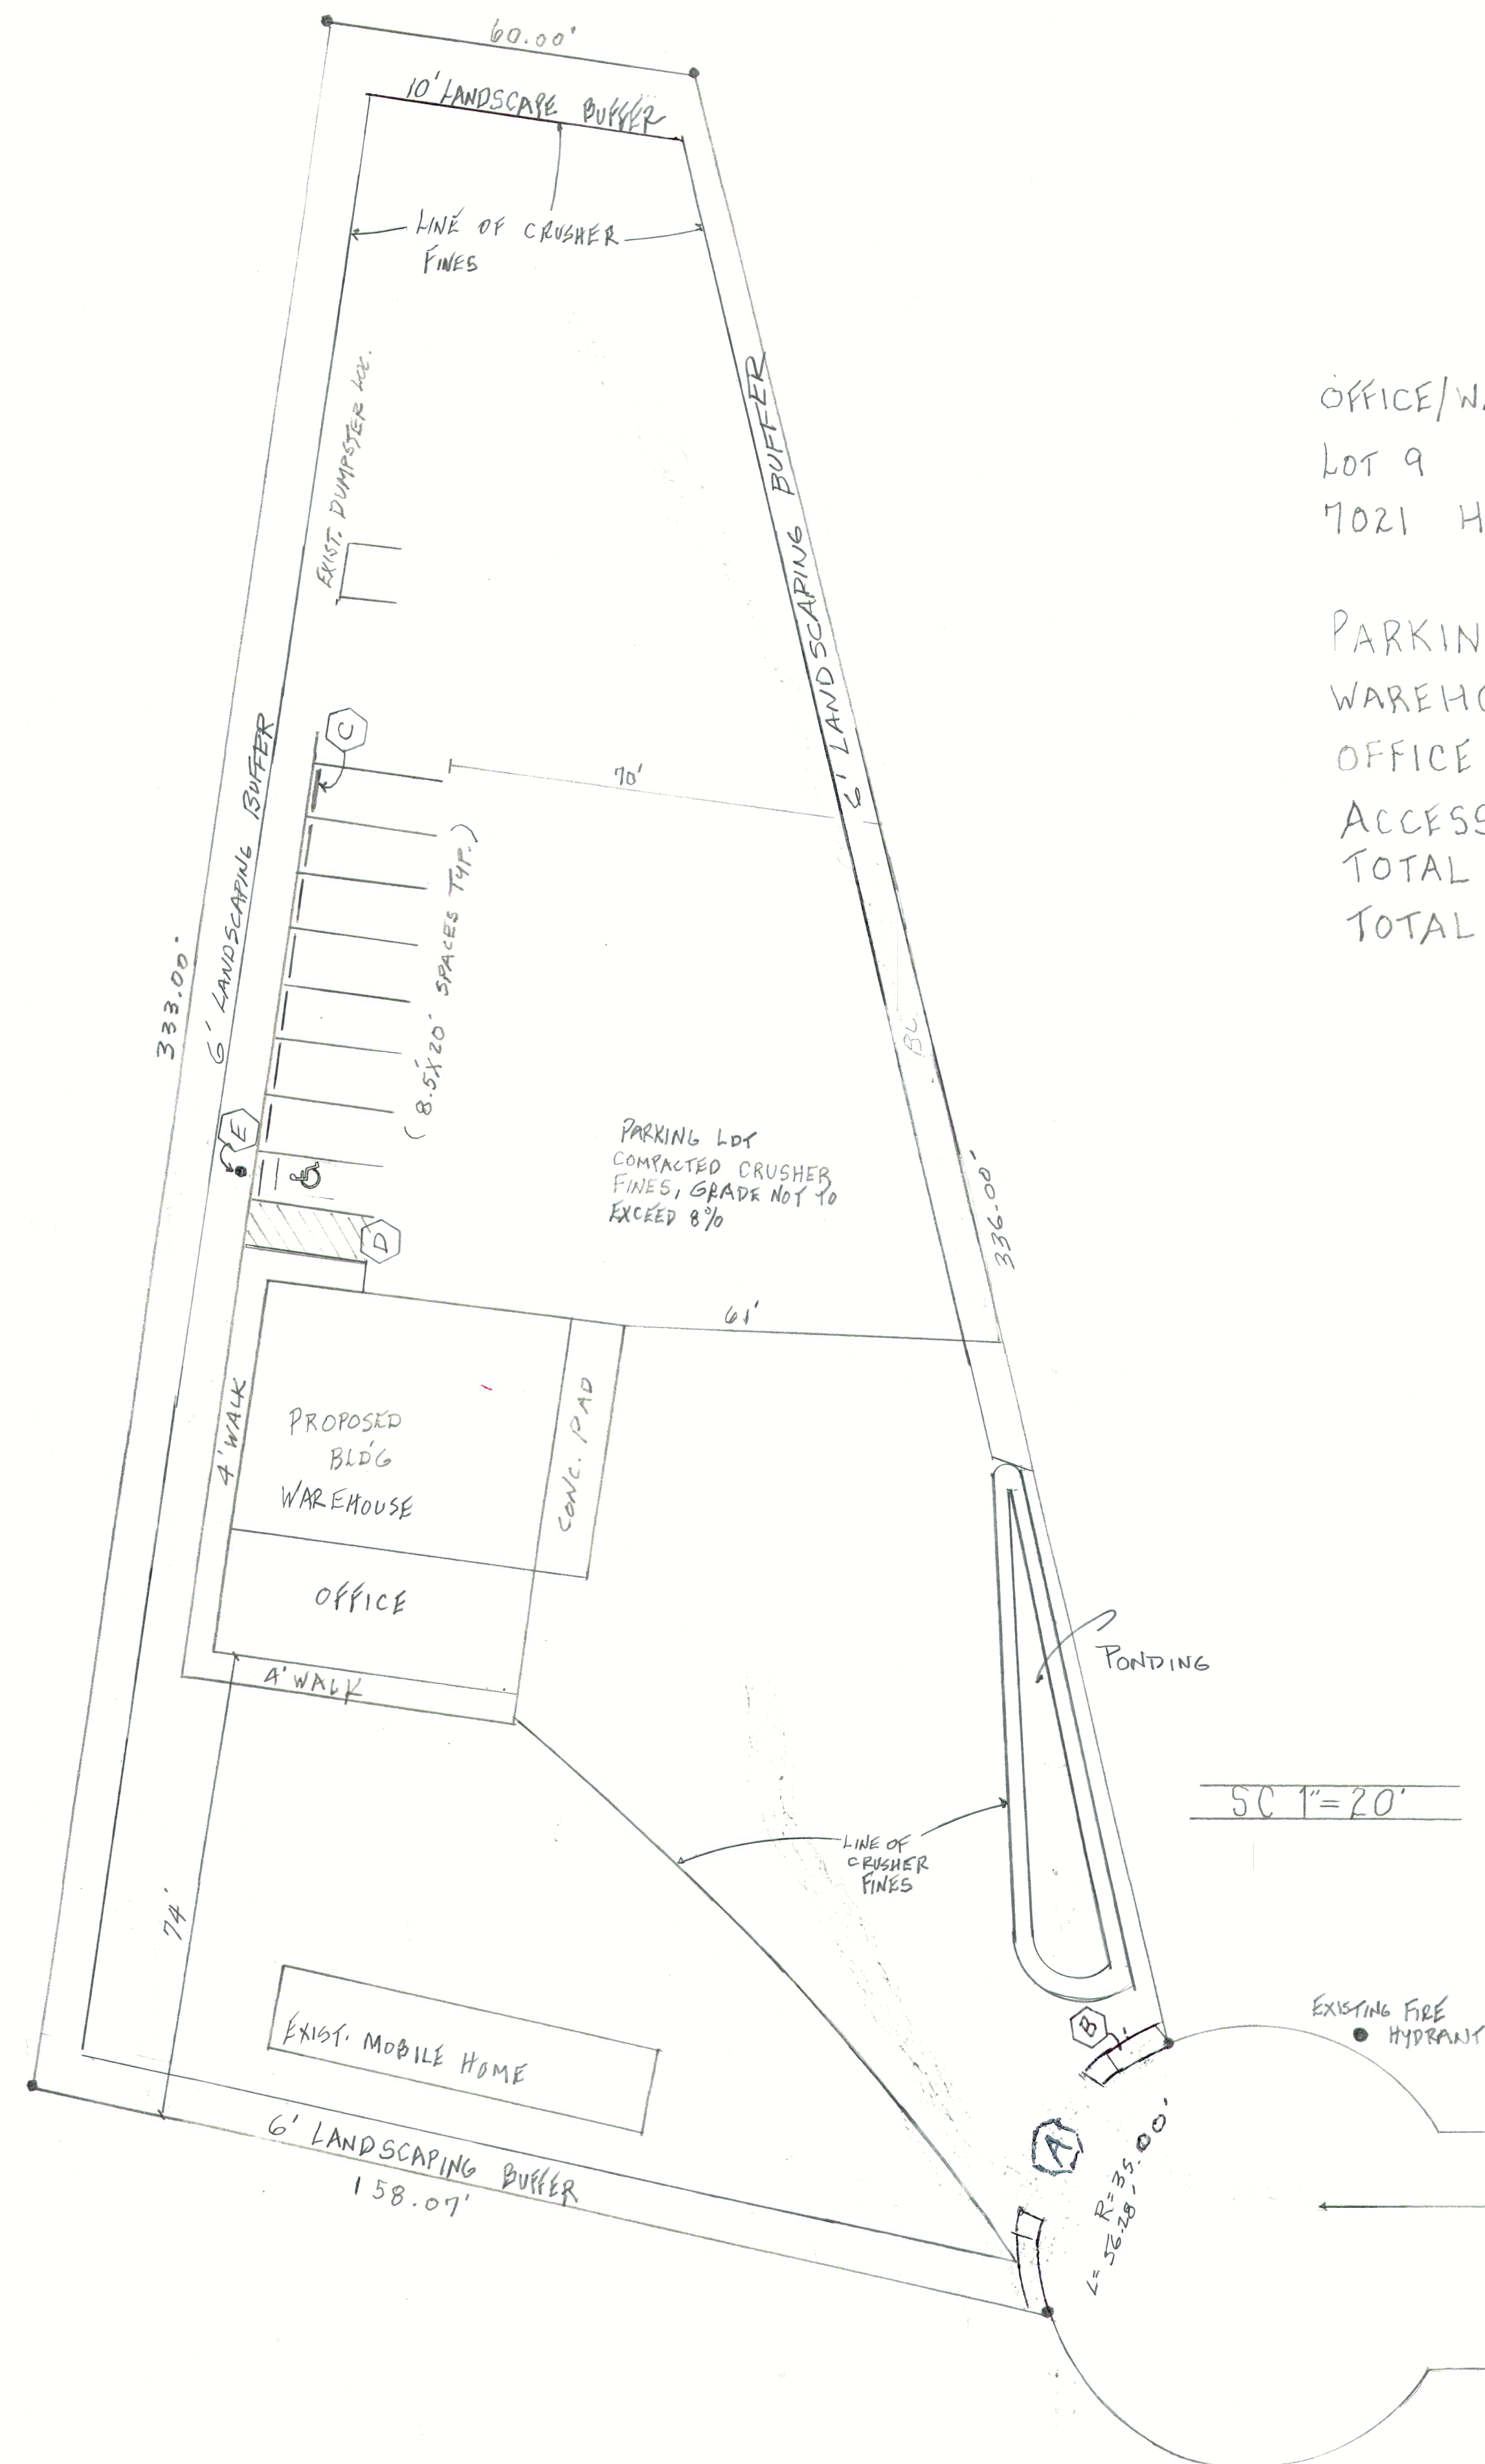 60.00'
10' LANDSCAPE BUFFER
LINE OF CRUSHER
FINES
EXIST. DUMPSTER LOC.
6' LANDSCAPING BUFFER
OFFICE/WA
LOT 9
7021 H
PARKIN
WAREHO
OFFICE
ACCESS
TOTAL
TOTAL
C
70'
6' LANDSCAPING BUFFER
333.00'
(8.5'X20' SPACES TYP.)
BL
E
PARKING LOT
COMPACTED CRUSHER
FINES, GRADE NOT TO
EXCEED 8%
336.00'
D
61'
4' WALK
PROPOSED
BLD'G
WAREHOUSE
CONC. PAD
OFFICE
4' WALK
PONDING
SC 1"=20'
LINE OF
CRUSHER
FINES
74'
EXIST. MOBILE HOME
B
EXISTING FIRE
HYDRANT
A
R=35.00'
L=56.28'
6' LANDSCAPING BUFFER
158.07'